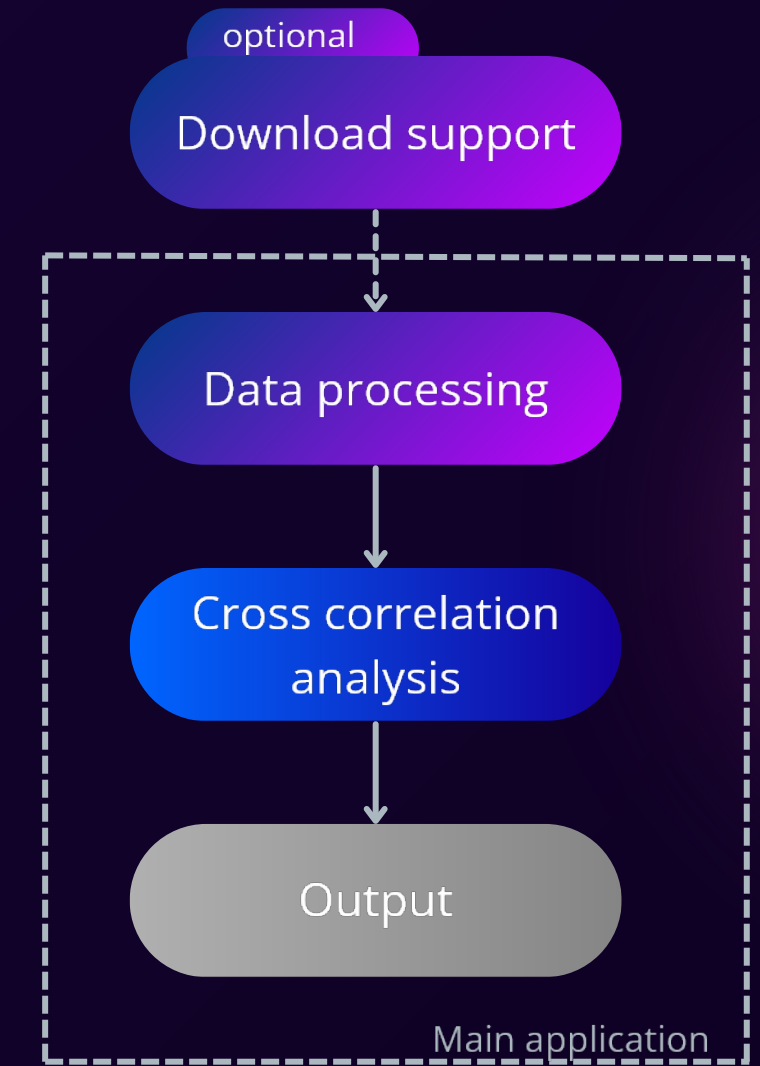 optional
Download support
Data processing
Cross correlation
analysis
Output
Main application